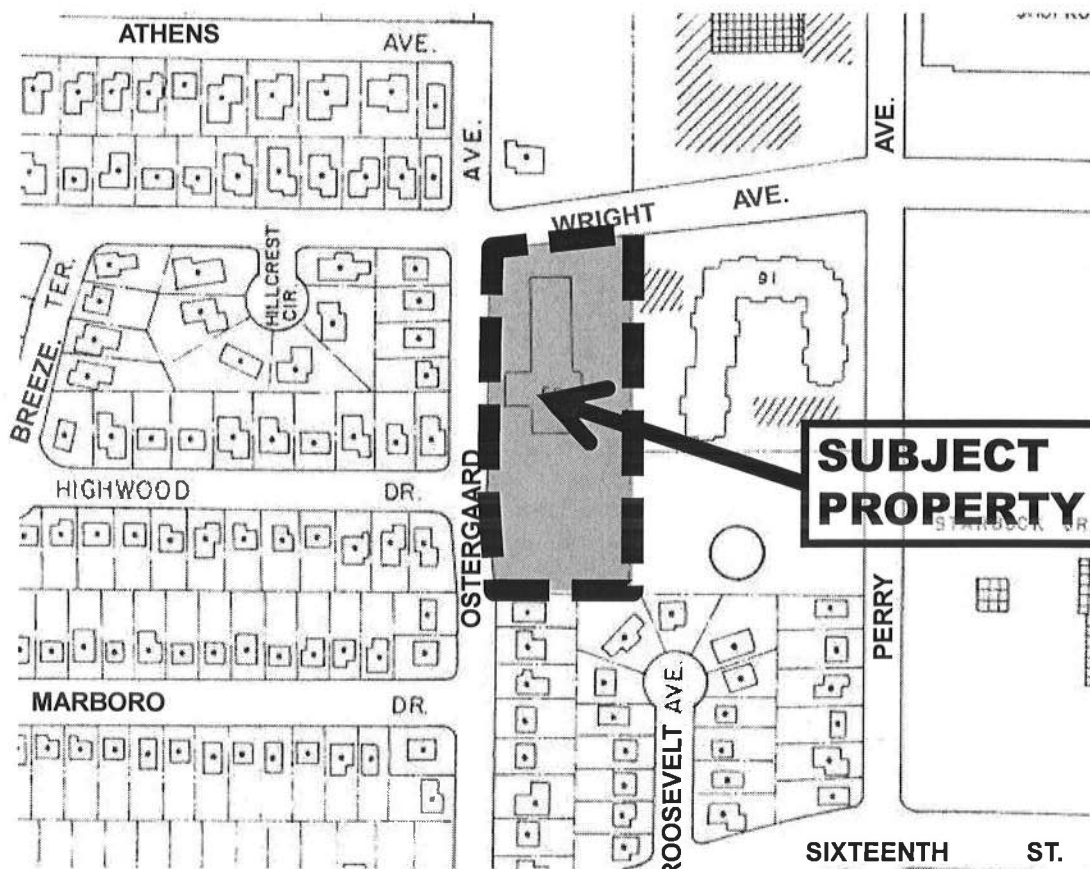 ATHENS AVE.
AVE.
AVE.
WRIGHT AVE.
HILLCREST
CIR.
BREEZE. TER.
91
SUBJECT
PROPERTY
HIGHWOOD DR.
OSTERGAARD
PERRY
MARBORO DR.
ROOSEVELT AVE.
SIXTEENTH ST.